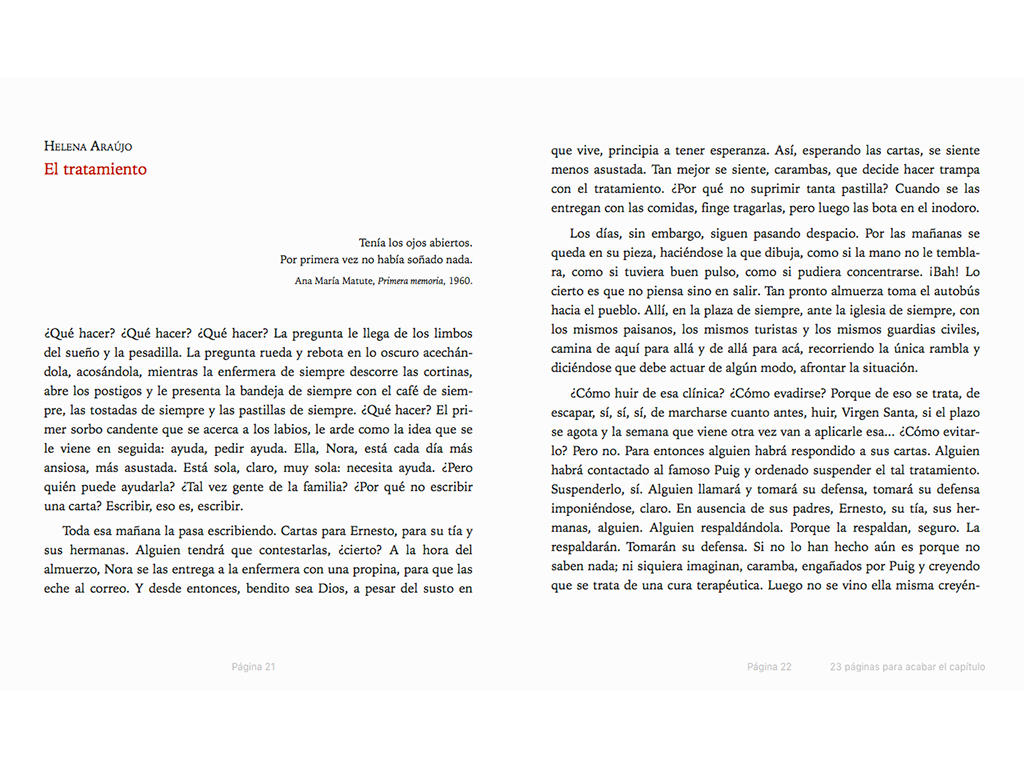 Helena Araújo
El tratamiento
Tenía los ojos abiertos.
Por primera vez no había soñado nada.
Ana María Matute, Primera memoria, 1960.
¿Qué hacer? ¿Qué hacer? ¿Qué hacer? La pregunta le llega de los limbos
del sueño y la pesadilla. La pregunta rueda y rebota en lo oscuro acechán-
dola, acosándola, mientras la enfermera de siempre descorre las cortinas,
abre los postigos y le presenta la bandeja de siempre con el café de siem-
pre, las tostadas de siempre y las pastillas de siempre. ¿Qué hacer? El pri-
mer sorbo candente que se acerca a los labios, le arde como la idea que se
le viene en seguida: ayuda, pedir ayuda. Ella, Nora, está cada día más
ansiosa, más asustada. Está sola, claro, muy sola: necesita ayuda. ¿Pero
quién puede ayudarla? ¿Tal vez gente de la familia? ¿Por qué no escribir
una carta? Escribir, eso es, escribir.
Toda esa mañana la pasa escribiendo. Cartas para Ernesto, para su tía y
sus hermanas. Alguien tendrá que contestarlas, ¿cierto? A la hora del
almuerzo, Nora se las entrega a la enfermera con una propina, para que las
eche al correo. Y desde entonces, bendito sea Dios, a pesar del susto en
Página 21
que vive, principia a tener esperanza. Así, esperando las cartas, se siente
menos asustada. Tan mejor se siente, carambas, que decide hacer trampa
con el tratamiento. ¿Por qué no suprimir tanta pastilla? Cuando se las
entregan con las comidas, finge tragarlas, pero luego las bota en el inodoro.
Los días, sin embargo, siguen pasando despacio. Por las mañanas se
queda en su pieza, haciéndose la que dibuja, como si la mano no le tembla-
ra, como si tuviera buen pulso, como si pudiera concentrarse. ¡Bah! Lo
cierto es que no piensa sino en salir. Tan pronto almuerza toma el autobús
hacia el pueblo. Allí, en la plaza de siempre, ante la iglesia de siempre, con
los mismos paisanos, los mismos turistas y los mismos guardias civiles,
camina de aquí para allá y de allá para acá, recorriendo la única rambla y
diciéndose que debe actuar de algún modo, afrontar la situación.
¿Cómo huir de esa clínica? ¿Cómo evadirse? Porque de eso se trata, de
escapar, sí, sí, sí, de marcharse cuanto antes, huir, Virgen Santa, si el plazo
se agota y la semana que viene otra vez van a aplicarle esa... ¿Cómo evitar-
lo? Pero no. Para entonces alguien habrá respondido a sus cartas. Alguien
habrá contactado al famoso Puig y ordenado suspender el tal tratamiento.
Suspenderlo, sí. Alguien llamará y tomará su defensa, tomará su defensa
imponiéndose, claro. En ausencia de sus padres, Ernesto, su tía, sus her-
manas, alguien. Alguien respaldándola. Porque la respaldan, seguro. La
respaldarán. Tomarán su defensa. Si no lo han hecho aún es porque no
saben nada; ni siquiera imaginan, caramba, engañados por Puig y creyendo
que se trata de una cura terapéutica. Luego no se vino ella misma creyén-
Página 22
23 páginas para acabar el capítulo